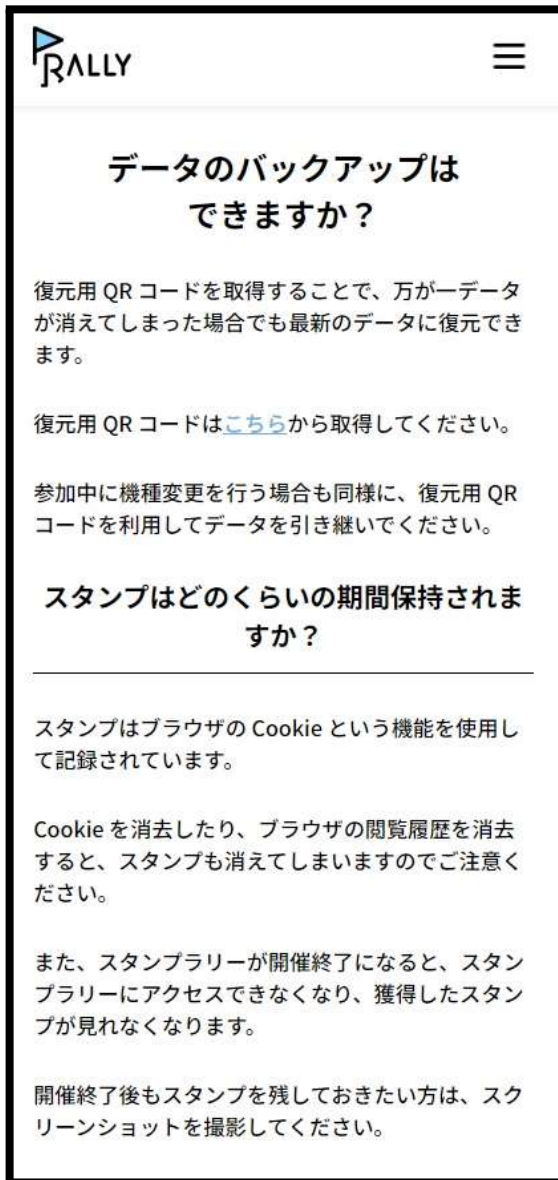 RALLY
データのバックアップは
できますか？
復元用 QR コードを取得することで、万が一データ
が消えてしまった場合でも最新のデータに復元でき
ます。
復元用 QR コードはこちらから取得してください。
参加中に機種変更を行う場合も同様に、復元用 QR
コードを利用してデータを引き継いでください。
スタンプはどのくらいの期間保持されま
すか？
スタンプはブラウザの Cookie という機能を使用し
て記録されています。
Cookie を消去したり、ブラウザの閲覧履歴を消去
すると、スタンプも消えてしまいますのでご注意く
ださい。
また、スタンプラリーが開催終了になると、スタン
プラリーにアクセスできなくなり、獲得したスタン
プが見れなくなります。
開催終了後もスタンプを残しておきたい方は、スク
リーンショットを撮影してください。